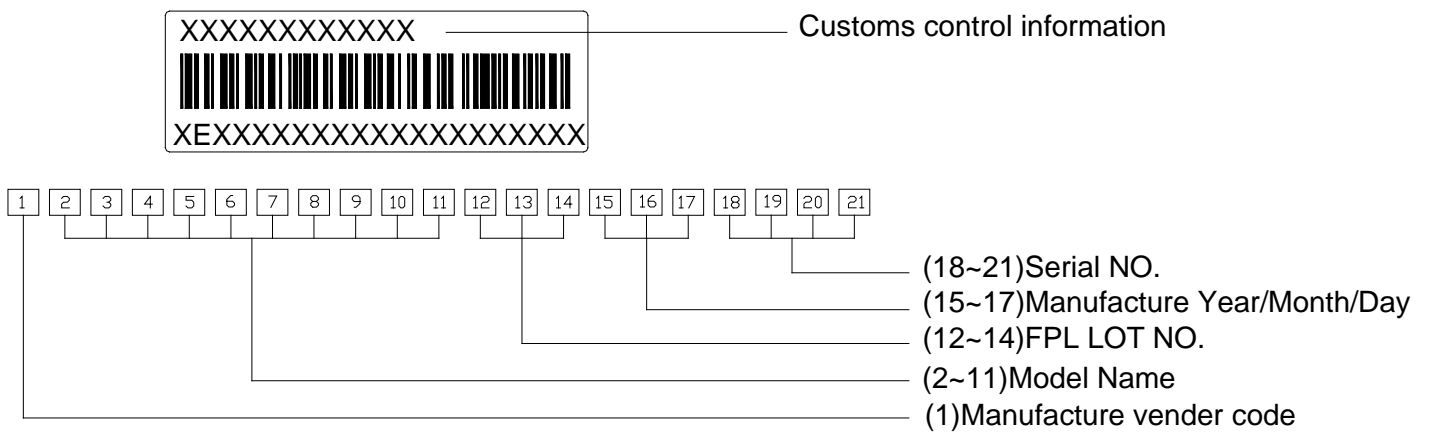 XXXXXXXXXXXX
Customs control information
XEXXXXXXXXXXXXXXXXXXX
1 2 3 4 5 6 7 8 9 10 11 12 13 14 15 16 17 18 19 20 21
(18~21)Serial NO.
(15~17)Manufacture Year/Month/Day
(12~14)FPL LOT NO.
(2~11)Model Name
(1)Manufacture vender code